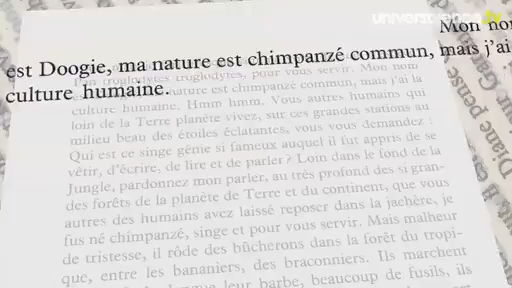 universcience.tv
Mon nom
est Doogie, ma nature est chimpanzé commun, mais j'ai
culture humaine.
pan troglodytes troglodytes, pour vous servir. Mon nom
nature est chimpanzé commun, mais j'ai la
culture humaine. Hmm hmm. Vous autres humains qui
loin de la Terre planète vivez, sur ces grandes stations au
milieu beau des étoiles éclatantes, vous vous demandez :
Qui est ce singe génie si fameux auquel il fut appris de se
vêtir, d'écrire, de lire et de parler ? Loin dans le fond de la
Jungle, pardonnez mon parler, au très profond des si gran-
des forêts de la planète de Terre et du continent, que vous
autres des humains avez laissé reposer dans la jachère, je
fus né chimpanzé, singe et pour vous servir. Mais malheur
de tristesse, il rôde des bûcherons dans la forêt du tropi-
que, entre les bananiers, des braconniers. Ils marchent
leur barbe, beaucoup de fusils, ils
Diane pense